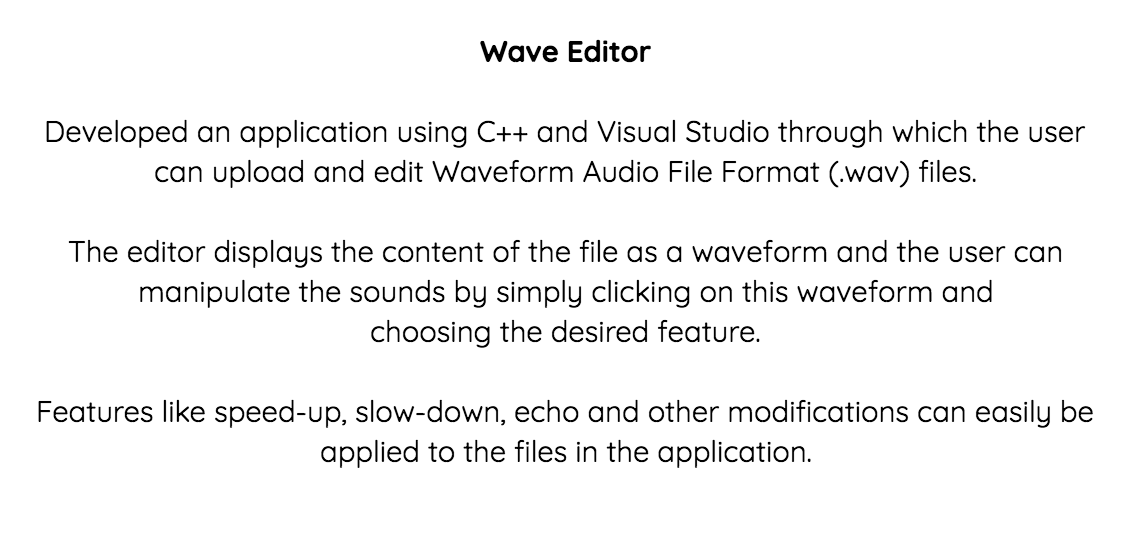 Wave Editor
Developed an application using C++ and Visual Studio through which the user
can upload and edit Waveform Audio File Format (.wav) files.
The editor displays the content of the file as a waveform and the user can
manipulate the sounds by simply clicking on this waveform and
choosing the desired feature.
Features like speed-up, slow-down, echo and other modifications can easily be
applied to the files in the application.